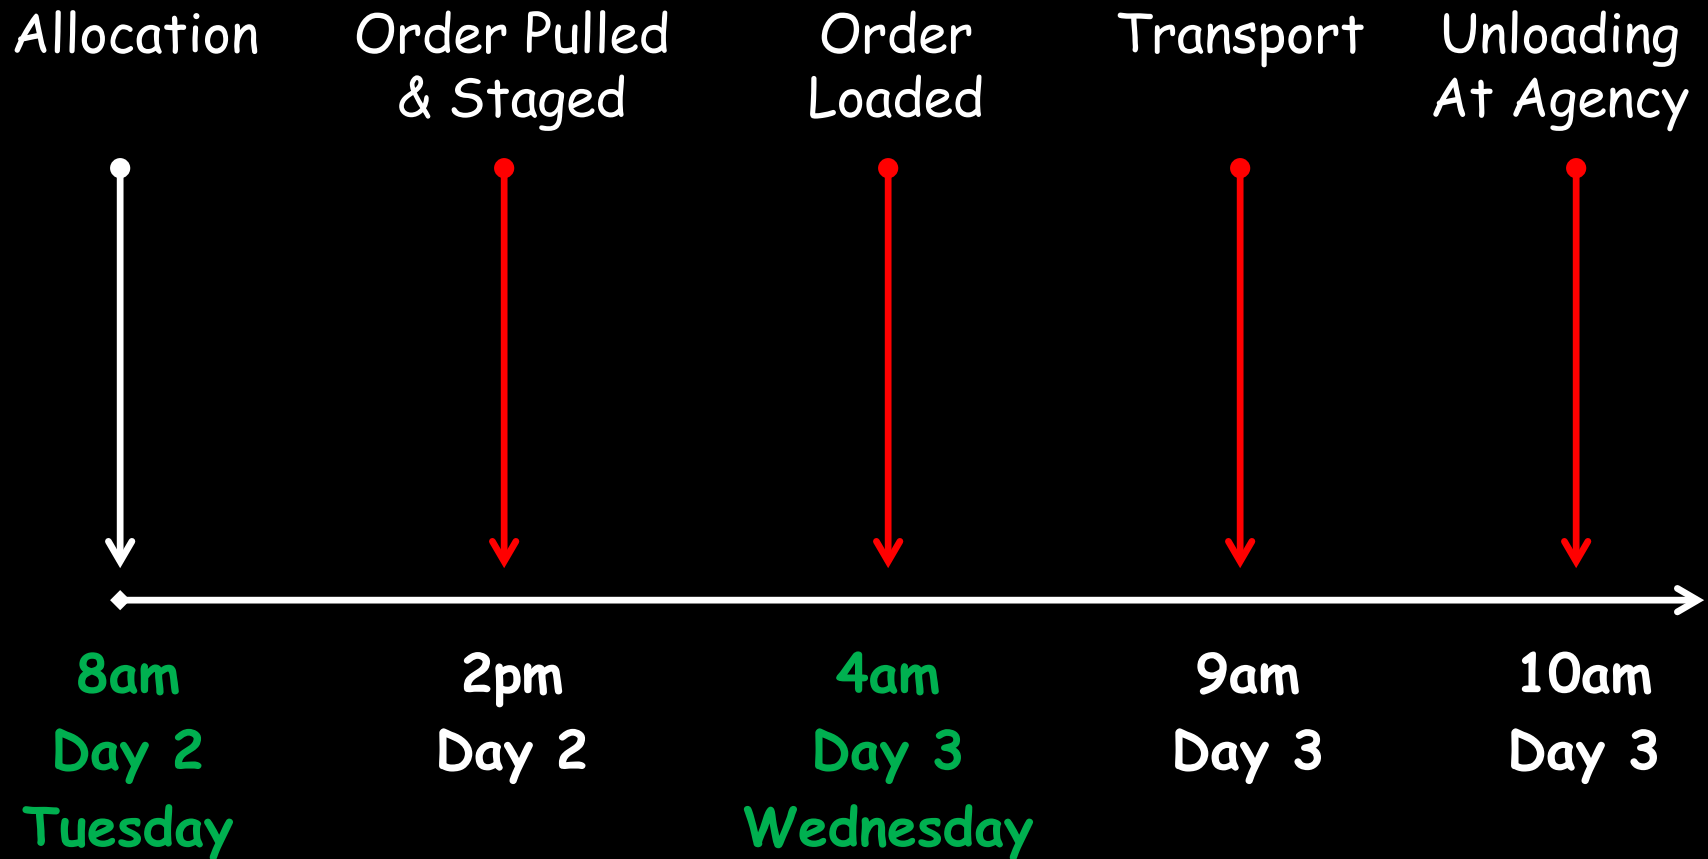 Allocation
Order Pulled
& Staged
Order
Loaded
Transport
Unloading
At Agency
8am
Day 2
Tuesday
2pm
Day 2
4am
Day 3
Wednesday
9am
Day 3
10am
Day 3